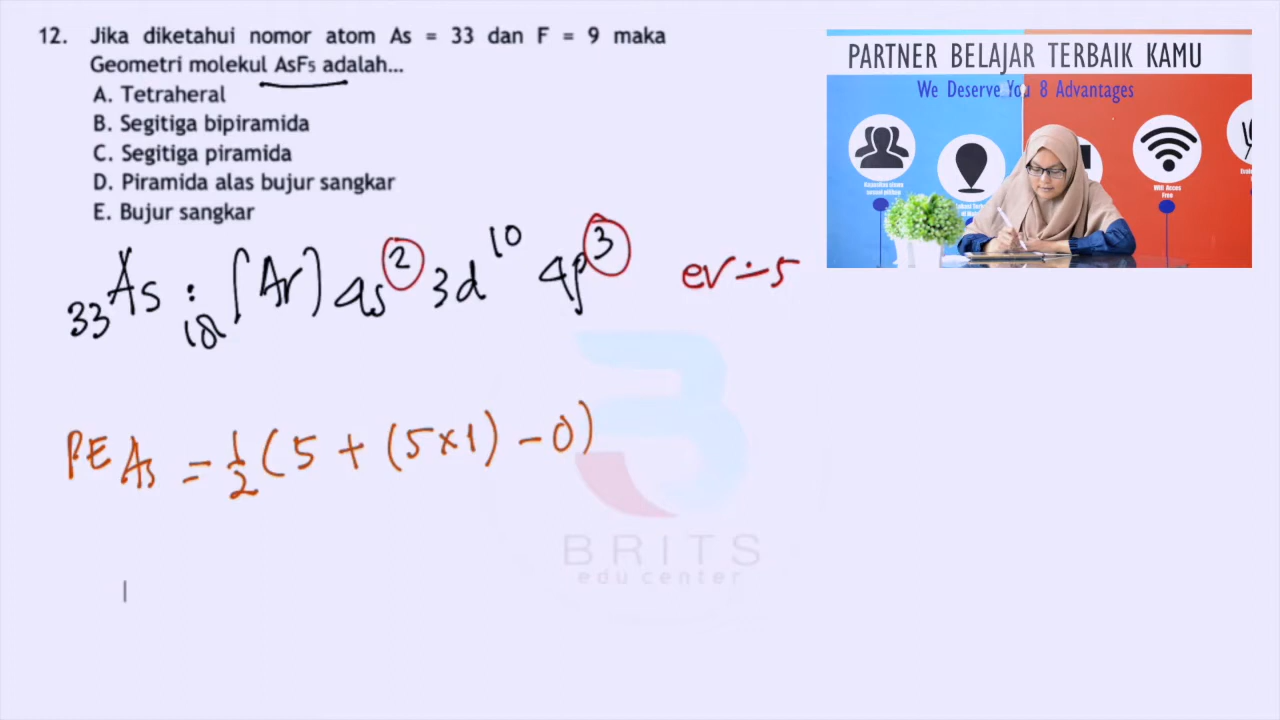 12. Jika diketahui nomor atom As = 33 dan F = 9 maka
Geometri molekul AsF₅ adalah...
A. Tetraheral
B. Segitiga bipiramida
C. Segitiga piramida
D. Piramida alas bujur sangkar
E. Bujur sangkar
₃₃As : ₁₈[Ar] 4s² 3d¹⁰ 4p³ ev = 5
PE As = 1/2 (5 + (5×1) - 0)
PARTNER BELAJAR TERBAIK KAMU
We Deserve You 8 Advantages
Wifi Acces
Free
BRITS
edu center